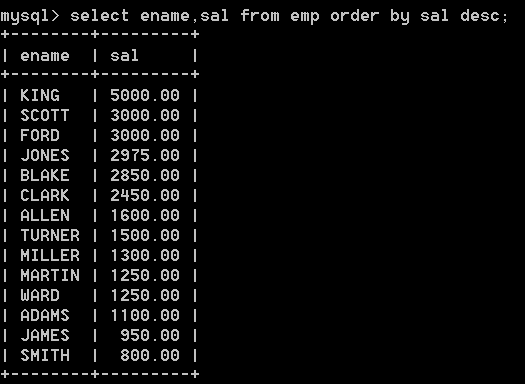 mysql> select ename,sal from emp order by sal desc;
+--------+---------+
| ename  | sal     |
+--------+---------+
| KING   | 5000.00 |
| SCOTT  | 3000.00 |
| FORD   | 3000.00 |
| JONES  | 2975.00 |
| BLAKE  | 2850.00 |
| CLARK  | 2450.00 |
| ALLEN  | 1600.00 |
| TURNER | 1500.00 |
| MILLER | 1300.00 |
| MARTIN | 1250.00 |
| WARD   | 1250.00 |
| ADAMS  | 1100.00 |
| JAMES  |  950.00 |
| SMITH  |  800.00 |
+--------+---------+